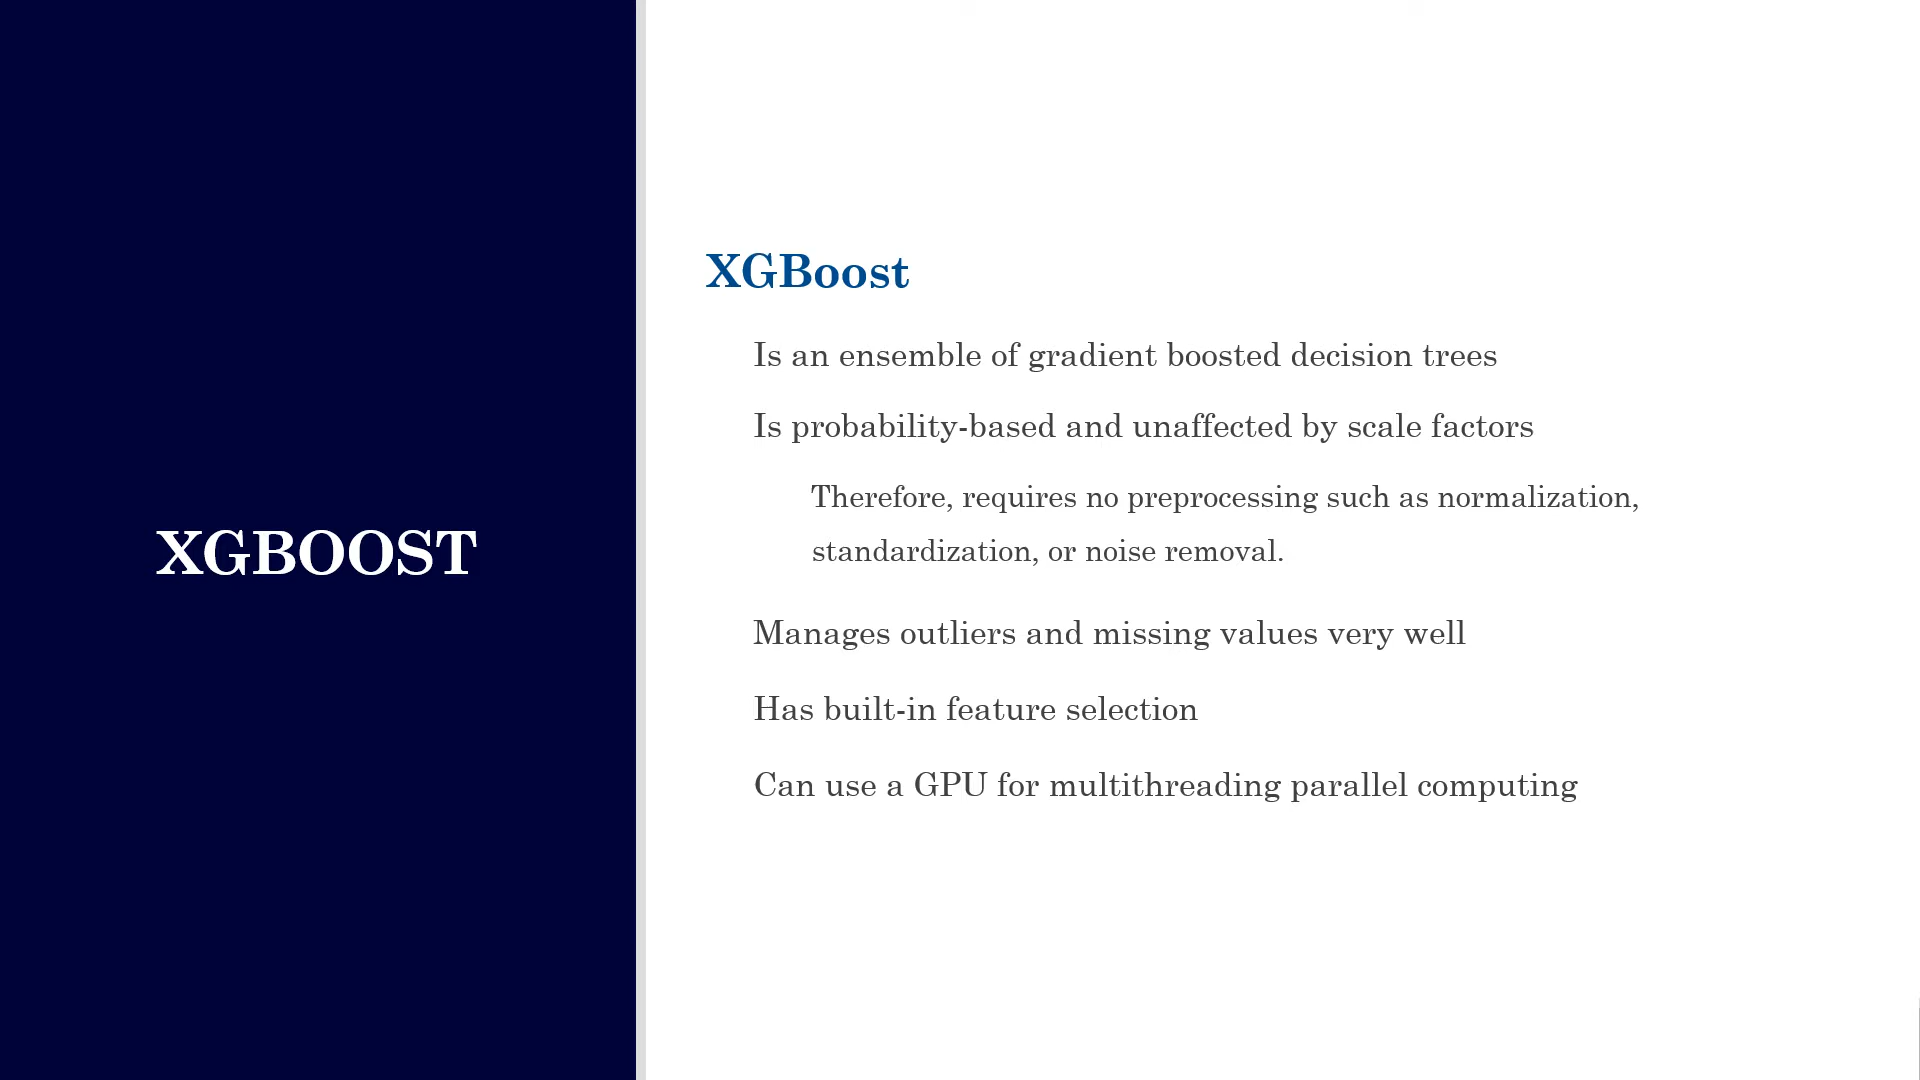 XGBOOST
XGBoost
Is an ensemble of gradient boosted decision trees
Is probability-based and unaffected by scale factors
Therefore, requires no preprocessing such as normalization,
standardization, or noise removal.
Manages outliers and missing values very well
Has built-in feature selection
Can use a GPU for multithreading parallel computing